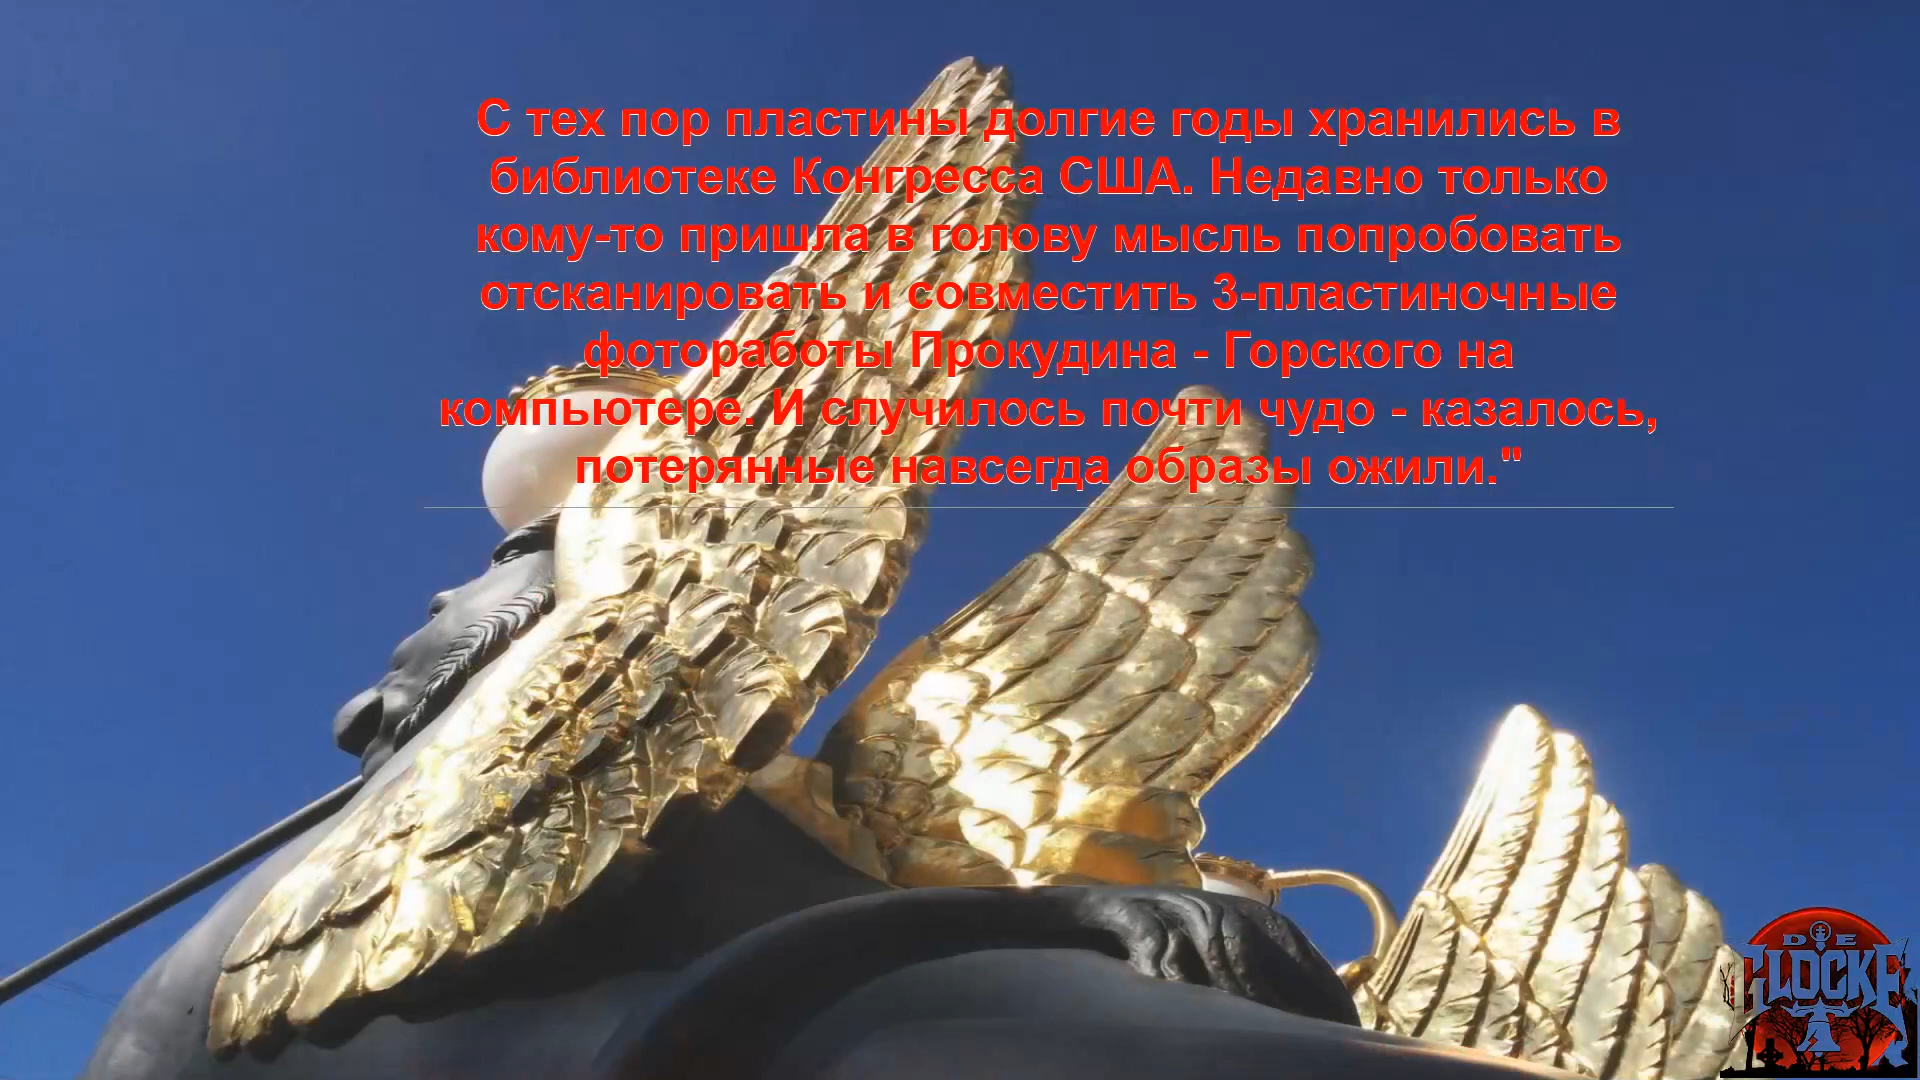 С тех пор пластины долгие годы хранились в
библиотеке Конгресса США. Недавно только
кому-то пришла в голову мысль попробовать
отсканировать и совместить 3-пластиночные
фотоработы Прокудина - Горского на
компьютере. И случилось почти чудо - казалось,
потерянные навсегда образы ожили."
DIE
GLOCKE